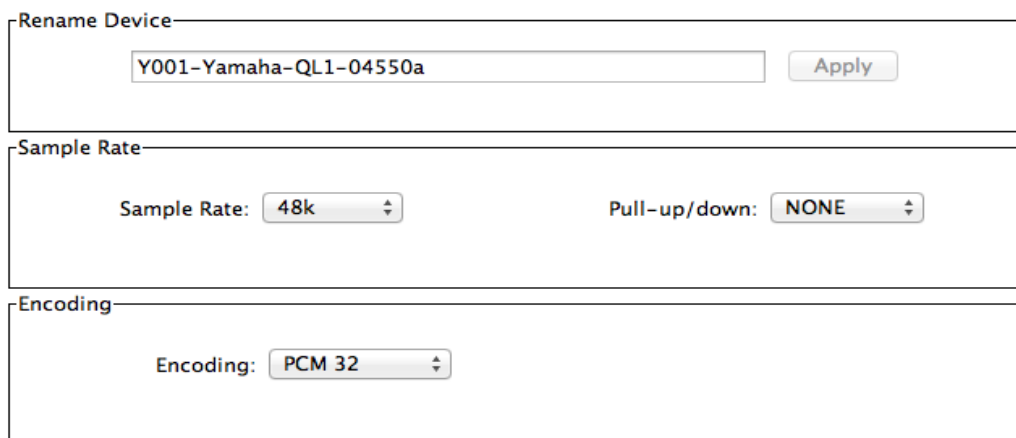 Rename Device
Y001-Yamaha-QL1-04550a Apply
Sample Rate
Sample Rate: 48k Pull-up/down: NONE
Encoding
Encoding: PCM 32